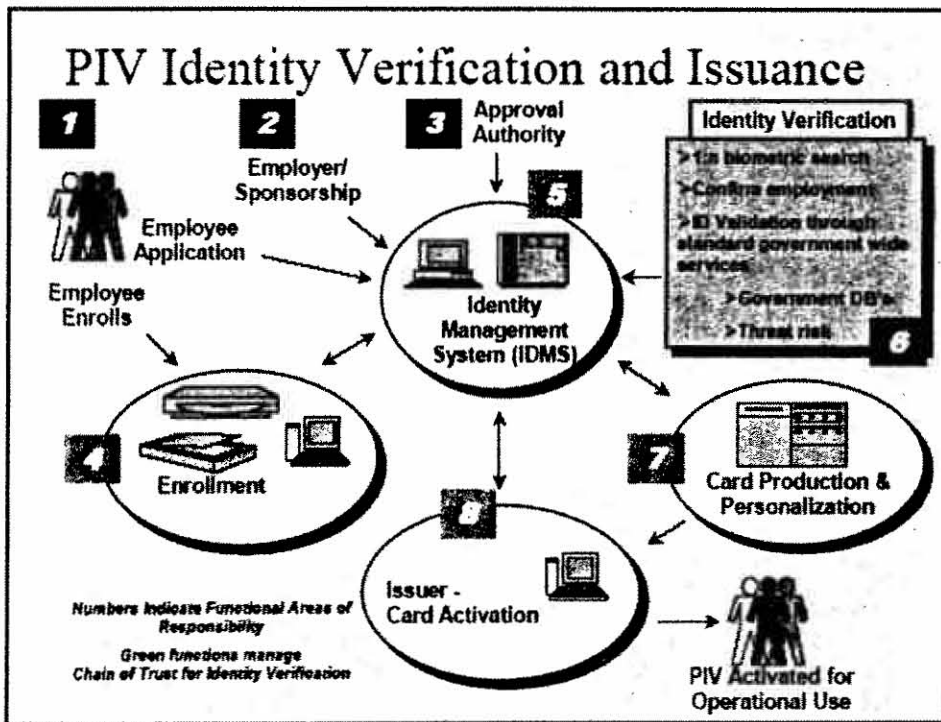 PIV Identity Verification and Issuance
1
2
3
Approval
Authority
Employer/
Sponsorship
Employee
Application
Employee
Enrolls
Identity Verification
>1:n biometric search
>Confirm employment
>ID Validation through
standard government wide
services
>Government DB's
>Threat risk
6
5
Identity
Management
System (IDMS)
4
Enrollment
7
Card Production &
Personalization
8
Issuer -
Card Activation
Numbers Indicate Functional Areas of
Responsibility
Green functions manage
Chain of Trust for Identity Verification
PIV Activated for
Operational Use